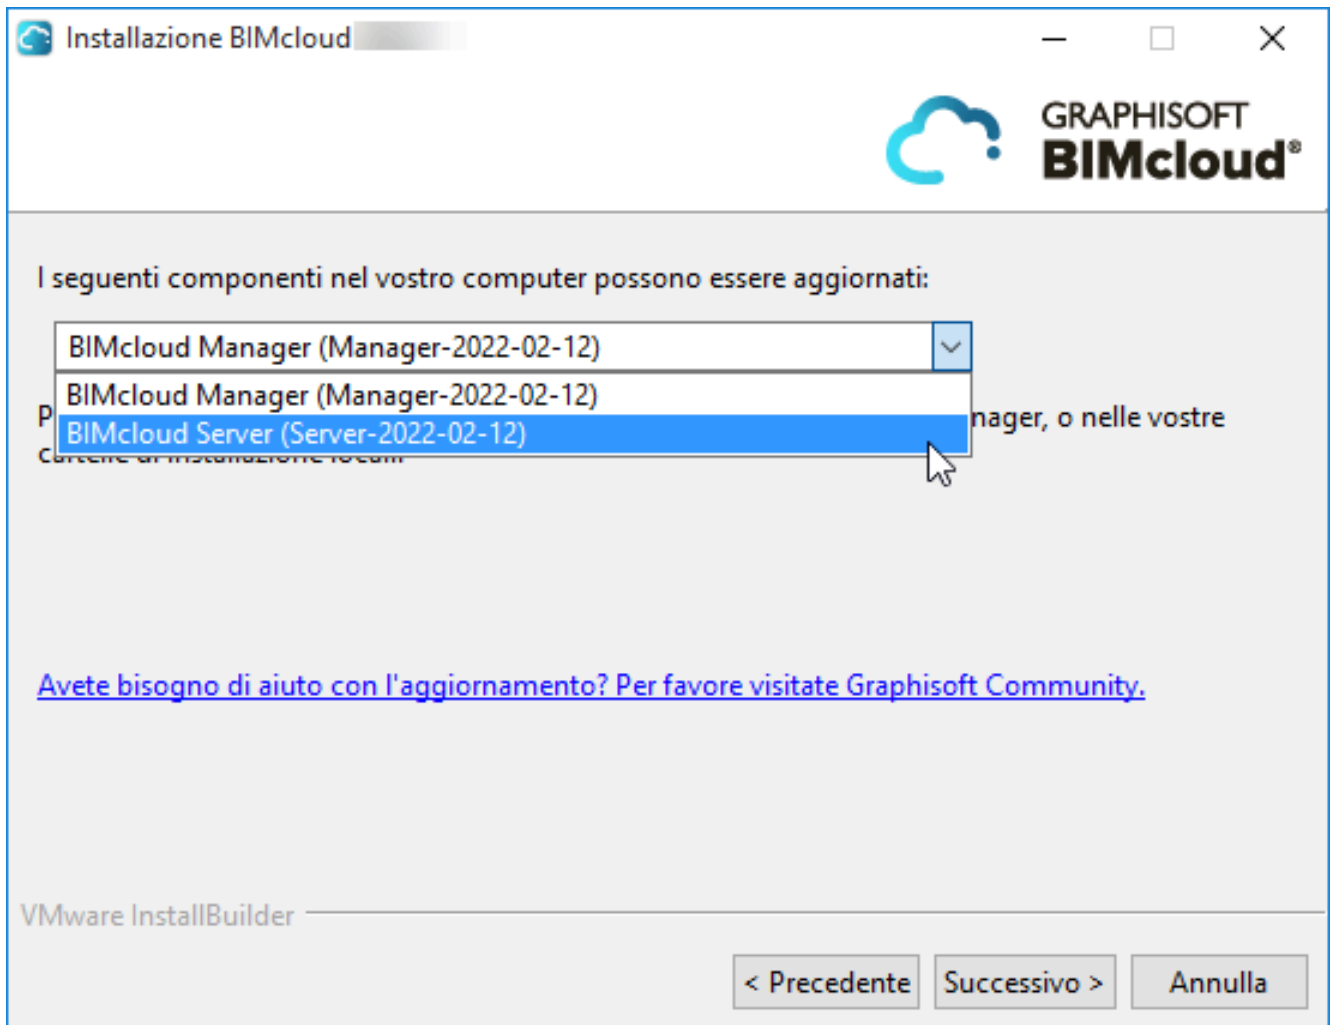 Installazione BIMcloud
GRAPHISOFT
BIMcloud®
I seguenti componenti nel vostro computer possono essere aggiornati:
BIMcloud Manager (Manager-2022-02-12)
BIMcloud Manager (Manager-2022-02-12)
BIMcloud Server (Server-2022-02-12)
nager, o nelle vostre
Avete bisogno di aiuto con l'aggiornamento? Per favore visitate Graphisoft Community.
VMware InstallBuilder
< Precedente
Successivo >
Annulla